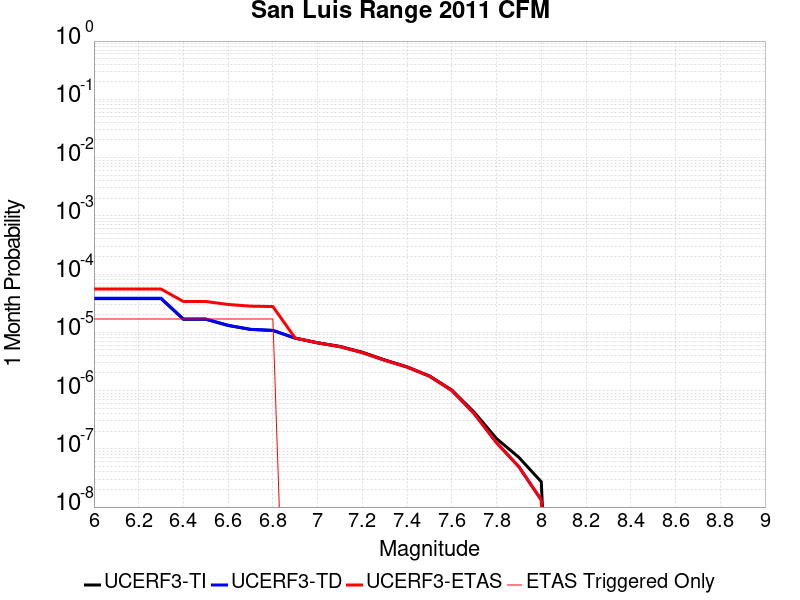 San Luis Range 2011 CFM
1 Month Probability
10^0
10^-1
10^-2
10^-3
10^-4
10^-5
10^-6
10^-7
10^-8
6 6.2 6.4 6.6 6.8 7 7.2 7.4 7.6 7.8 8 8.2 8.4 8.6 8.8 9
Magnitude
UCERF3-TI UCERF3-TD UCERF3-ETAS ETAS Triggered Only